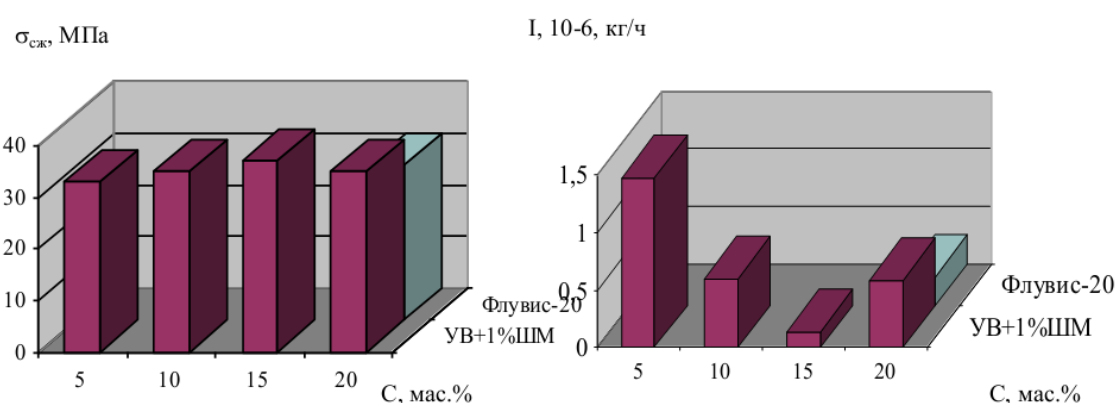 σсж, МПа
40
30
20
10
0
5 10 15 20
Флувис-20
УВ+1%ШМ
С, мас.%
I, 10-6, кг/ч
1,5
1
0,5
0
5 10 15 20
Флувис-20
УВ+1%ШМ
С, мас.%